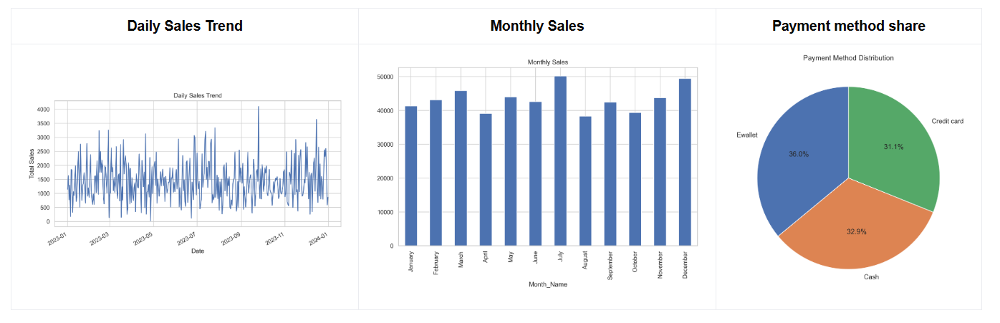 Daily Sales Trend
Monthly Sales
Payment method share
Daily Sales Trend
Total Sales
4000
3500
3000
2500
2000
1500
1000
500
0
2023-01
2023-03
2023-05
2023-07
2023-09
2023-11
2024-01
Date
Monthly Sales
50000
40000
30000
20000
10000
0
January
February
March
April
May
June
July
August
September
October
November
December
Month_Name
Payment Method Distribution
Ewallet
36.0%
Credit card
31.1%
32.9%
Cash